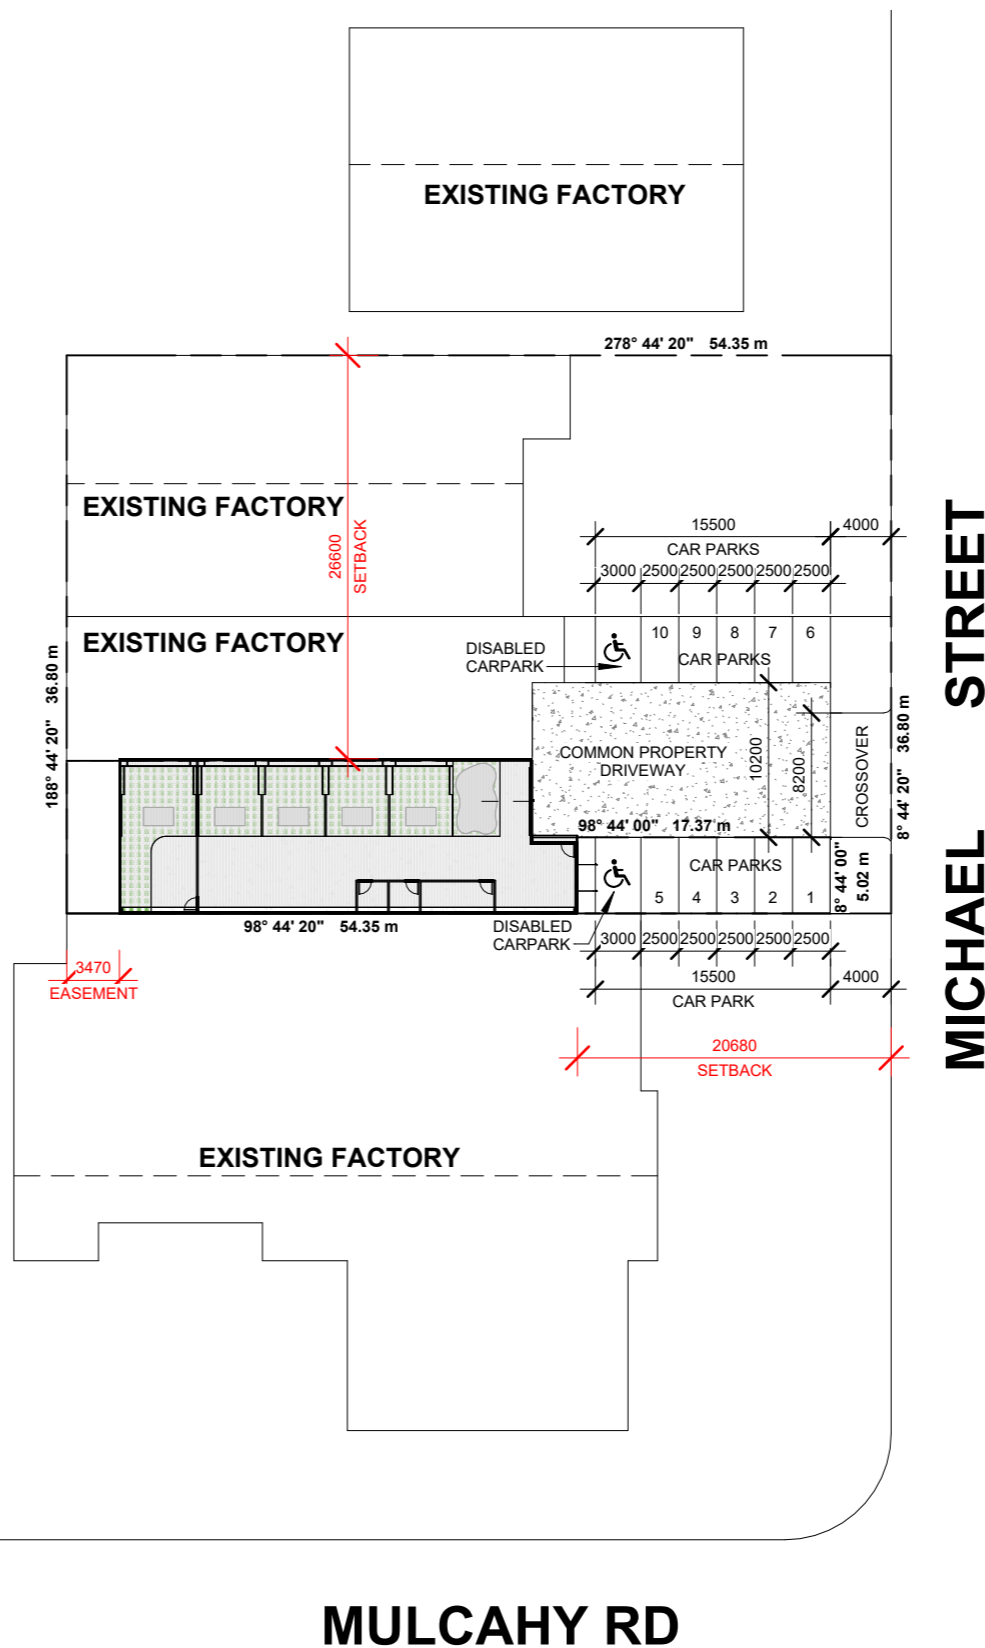 EXISTING FACTORY
278° 44' 20" 54.35 m
EXISTING FACTORY
26600
SETBACK
15500
4000
CAR PARKS
3000 2500 2500 2500 2500 2500
EXISTING FACTORY
DISABLED
CARPARK
10 9 8 7 6
CAR PARKS
188° 44' 20" 36.80 m
COMMON PROPERTY
DRIVEWAY
10200
8200
CROSSOVER
8° 44' 20" 36.80 m
98° 44' 00" 17.37 m
CAR PARKS
5 4 3 2 1
8° 44' 00"
5.02 m
98° 44' 20" 54.35 m
DISABLED
CARPARK
3000 2500 2500 2500 2500 2500
3470
EASEMENT
15500
4000
CAR PARK
20680
SETBACK
MICHAEL STREET
EXISTING FACTORY
MULCAHY RD